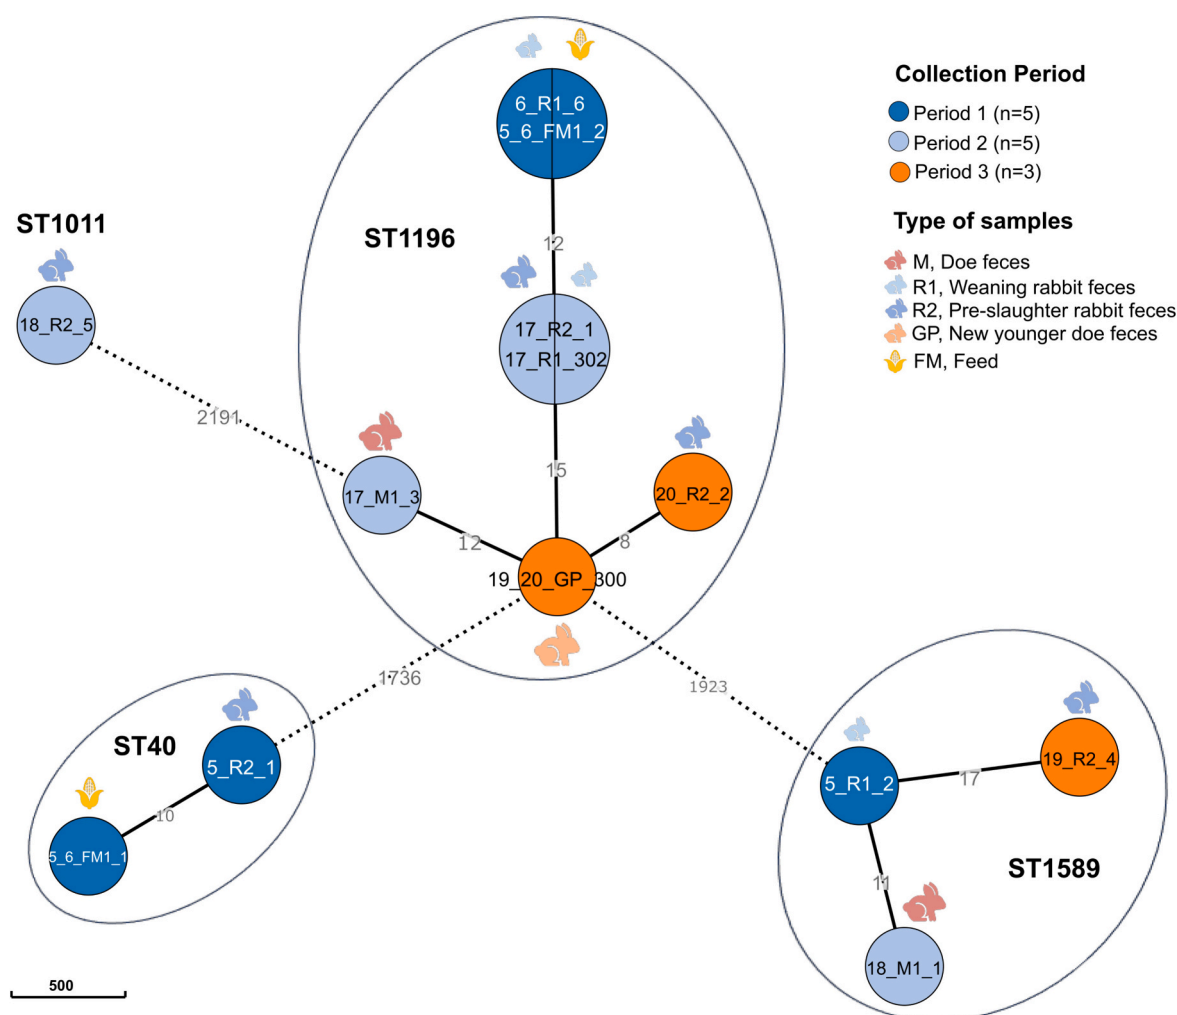 6_R1_6
5_6_FM1_2
Collection Period
Period 1 (n=5)
Period 2 (n=5)
Period 3 (n=3)
ST1011
18_R2_5
ST1196
12
17_R2_1
17_R1_302
Type of samples
M, Doe feces
R1, Weaning rabbit feces
R2, Pre-slaughter rabbit feces
GP, New younger doe feces
FM, Feed
2191
15
17_M1_3
20_R2_2
12
8
19_20_GP_300
1736
1923
ST40
5_R2_1
10
5_6_FM1_1
5_R1_2
17
19_R2_4
ST1589
11
18_M1_1
500